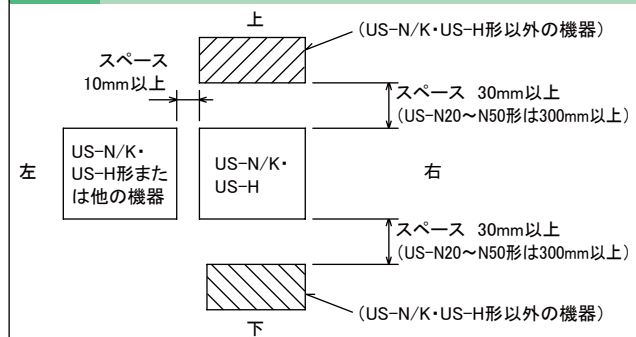 上
(US-N/K・US-H形以外の機器)
スペース
10mm以上
スペース 30mm以上
(US-N20～N50形は300mm以上)
左
US-N/K・
US-H形また
は他の機器
US-N/K・
US-H
右
スペース 30mm以上
(US-N20～N50形は300mm以上)
(US-N/K・US-H形以外の機器)
下